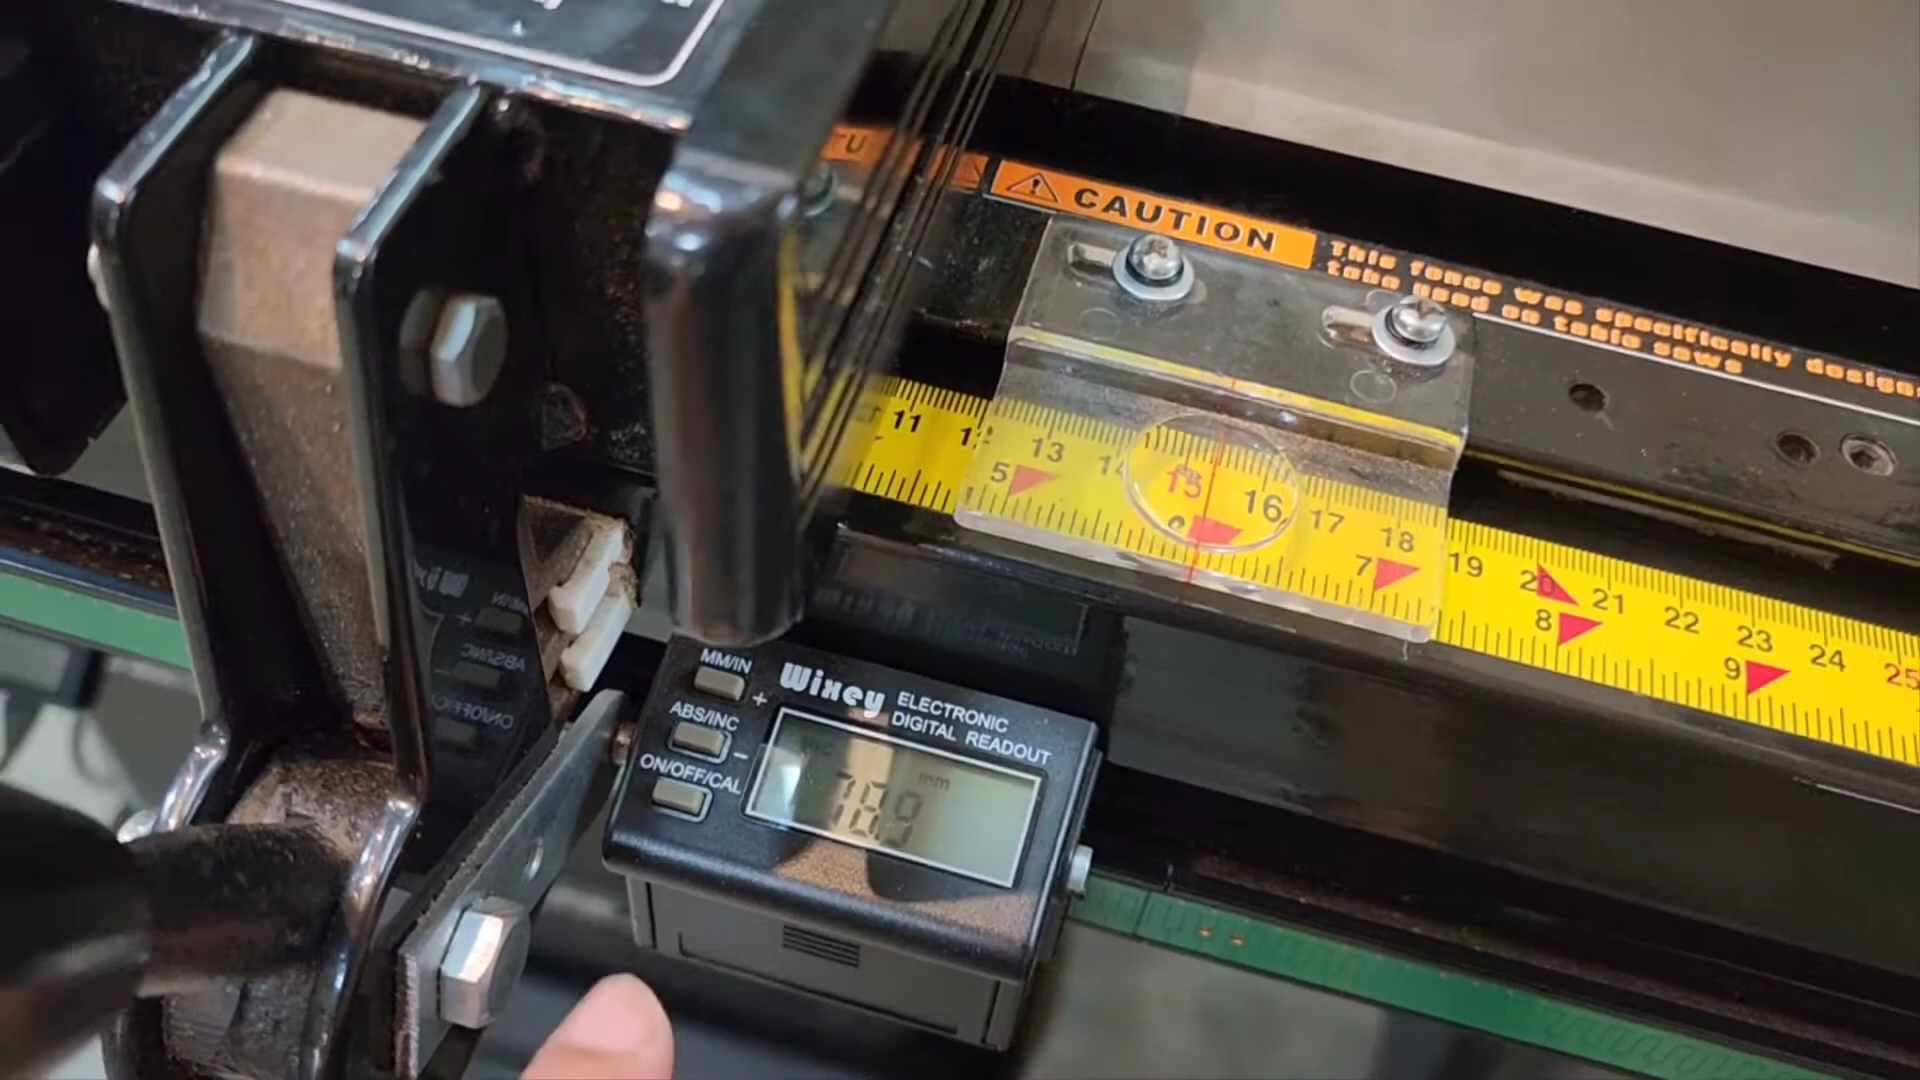 CAUTION
This fence was specifically
to be used on table saws
11
13
15
16
17
18
19
20
21
22
23
24
25
5
6
7
8
9
MM/IN
+
ABS/INC
−
ON/OFF/CAL
Wixey
ELECTRONIC
DIGITAL READOUT
mm